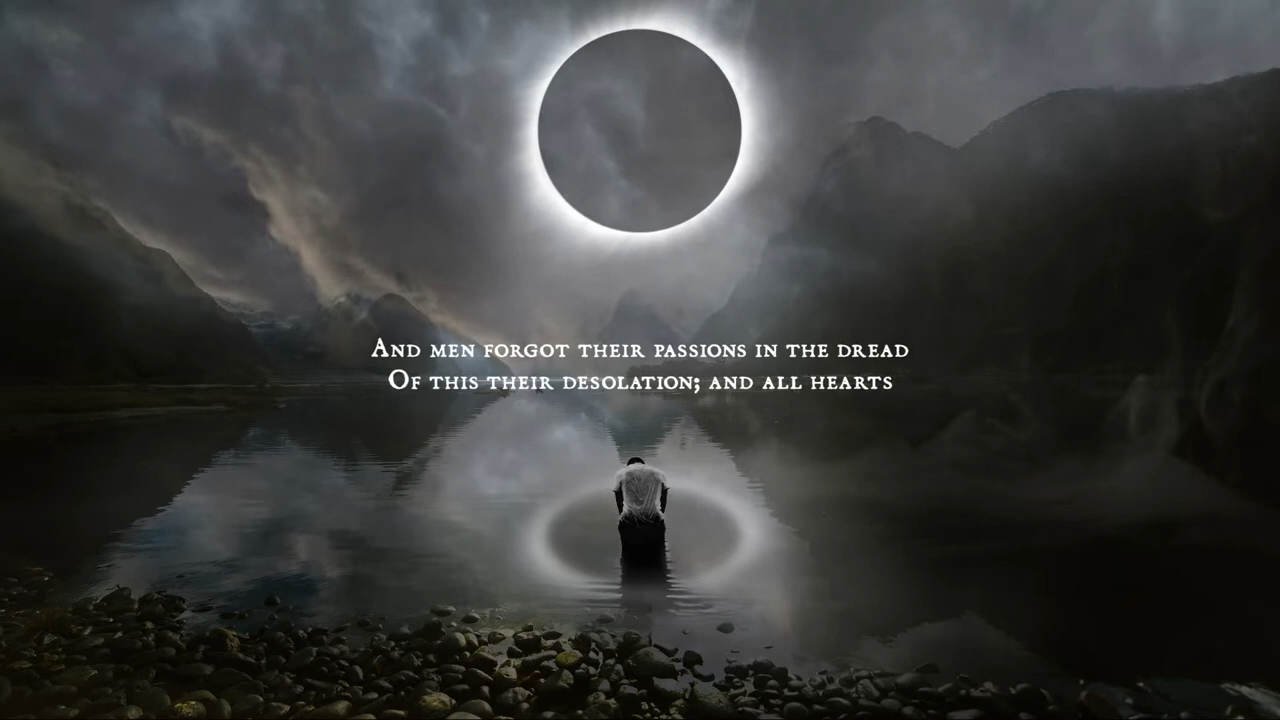 And men forgot their passions in the dread
Of this their desolation; and all hearts